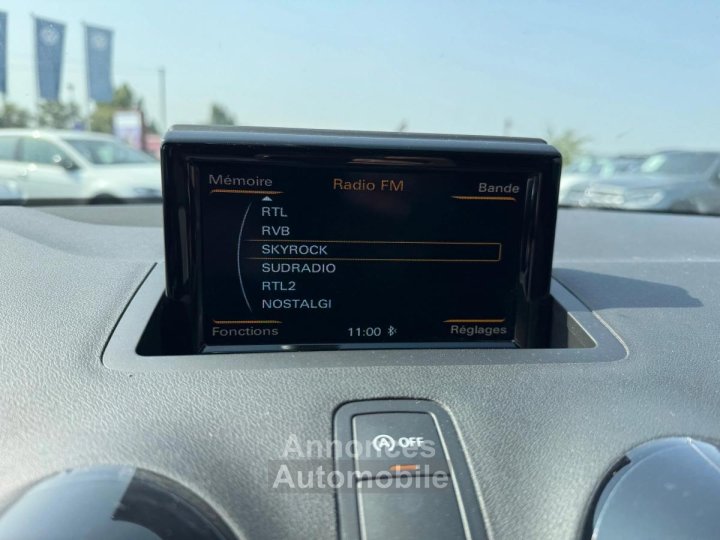 Mémoire
Radio FM
Bande
RTL
RVB
SKYROCK
SUDRADIO
RTL2
NOSTALGI
Fonctions
11:00
Réglages
A OFF
Annonces
Automobile